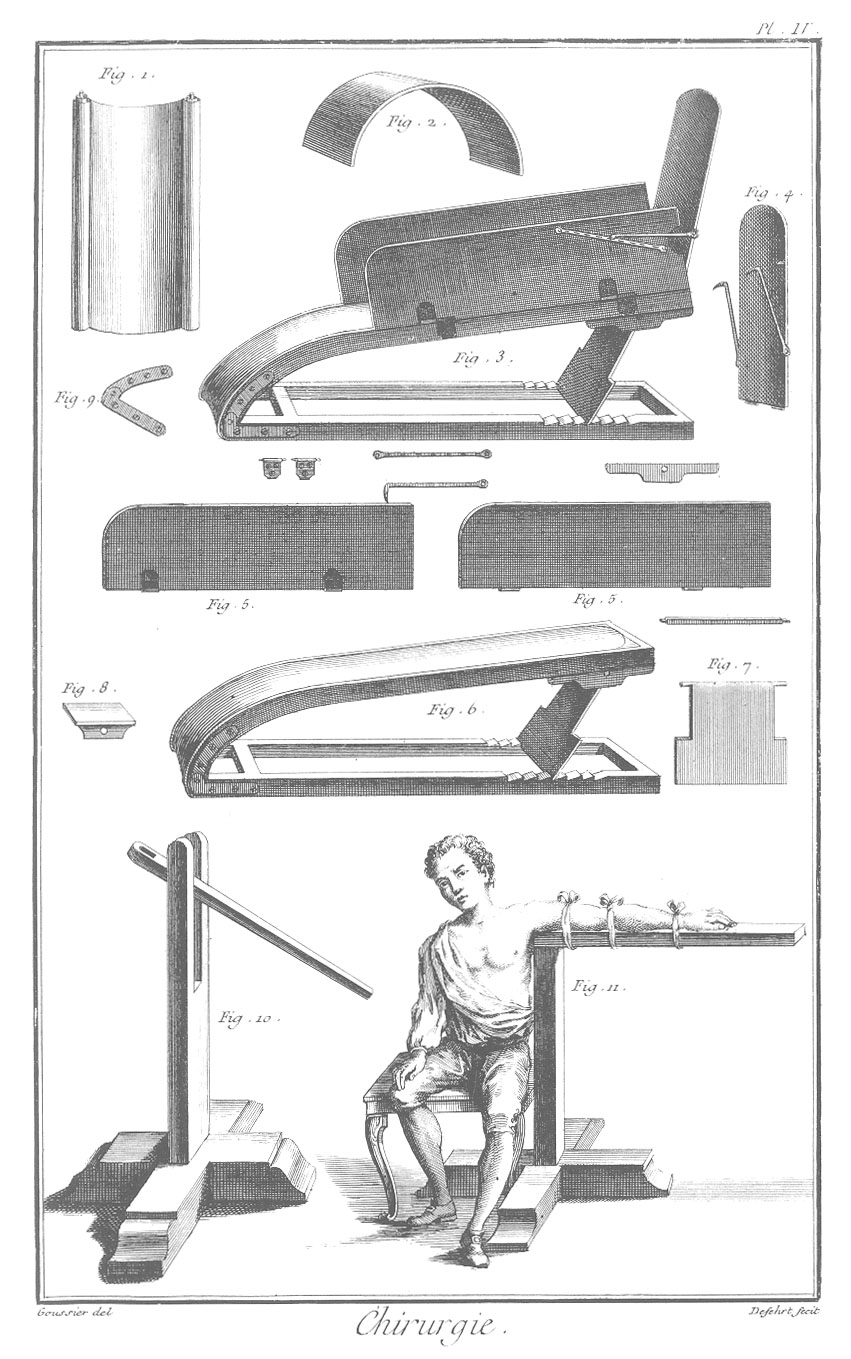 Pl. IV.
Fig. 1.
Fig. 2.
Fig. 4.
Fig. 3.
Fig. 9.
Fig. 5.
Fig. 5.
Fig. 7.
Fig. 8.
Fig. 6.
Fig. 10.
Fig. 11.
Goussier del
Defehrt fecit
Chirurgie.